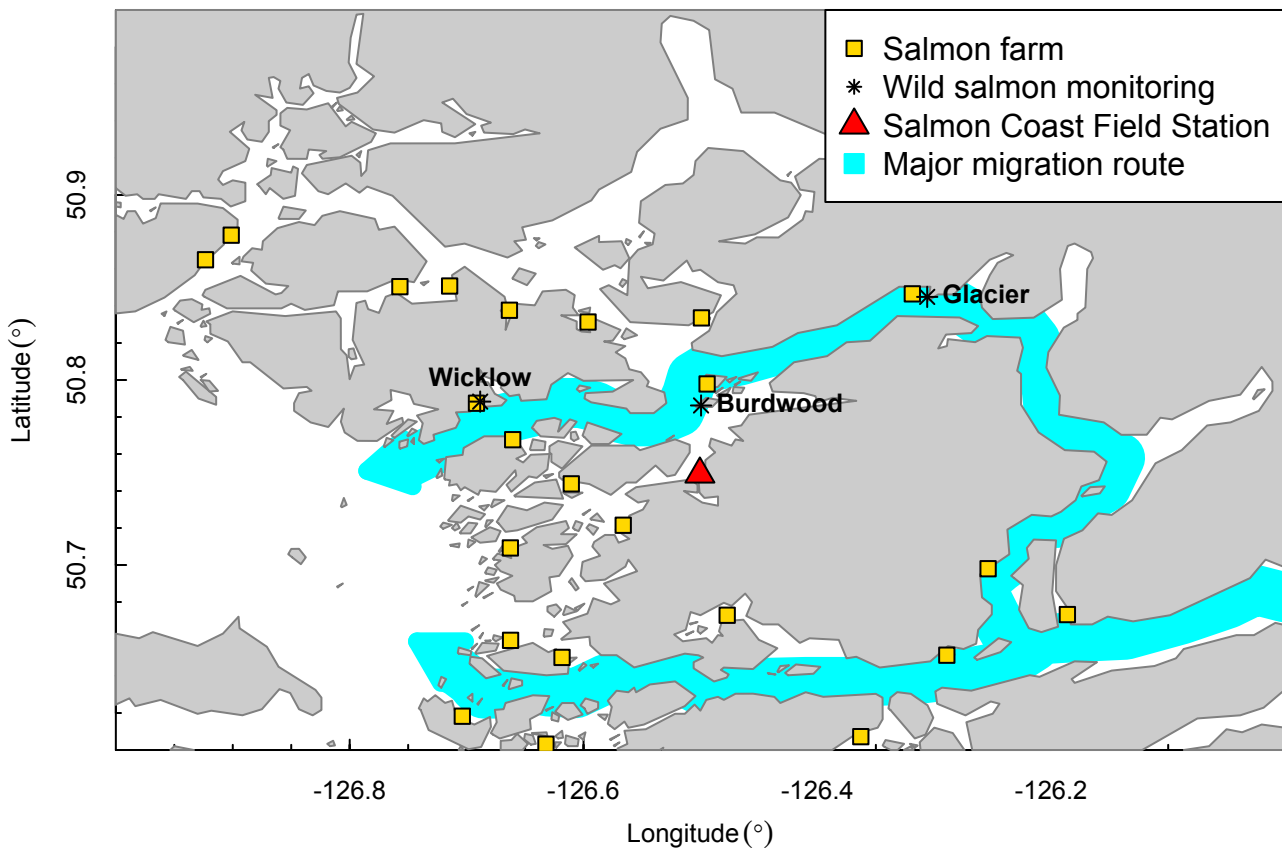 Salmon farm
Wild salmon monitoring
Salmon Coast Field Station
Major migration route
50.9
50.8
50.7
Latitude (°)
Glacier
Wicklow
Burdwood
-126.8
-126.6
-126.4
-126.2
Longitude (°)